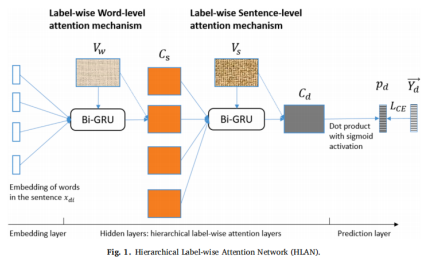 Label-wise Word-level
attention mechanism
Label-wise Sentence-level
attention mechanism
V_w
C_s
V_s
C_d
p_d
L_CE
Y_d
Bi-GRU
Bi-GRU
Dot product
with sigmoid
activation
Embedding of words
in the sentence x_di
Embedding layer
Hidden layers: hierarchical label-wise attention layers
Prediction layer
Fig. 1. Hierarchical Label-wise Attention Network (HLAN).